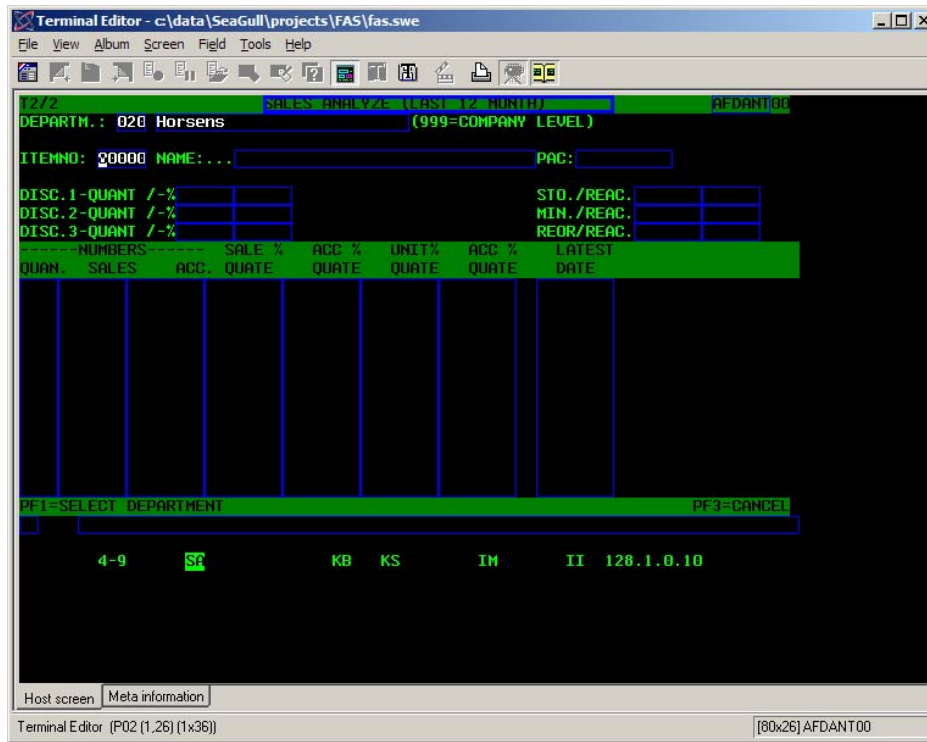 Terminal Editor - c:\data\SeaGull\projects\FAS\fas.swe
File View Album Screen Field Tools Help
T2/2 SALES ANALYZE (LAST 12 MONTH) AFDANT00
DEPARTM.: 020 Horsens (999=COMPANY LEVEL)
ITEMNO: 20000 NAME:... PAC:
DISC.1-QUANT /-% STO./REAC.
DISC.2-QUANT /-% MIN./REAC.
DISC.3-QUANT /-% REOR/REAC.
------NUMBERS------ SALE % ACC % UNIT% ACC % LATEST
QUAN. SALES ACC. QUATE QUATE QUATE QUATE DATE
PF1=SELECT DEPARTMENT PF3=CANCEL
4-9 SA KB KS IM II 128.1.0.10
Host screen Meta information
Terminal Editor (P02 (1,26) (1x36)) [80x26] AFDANT00